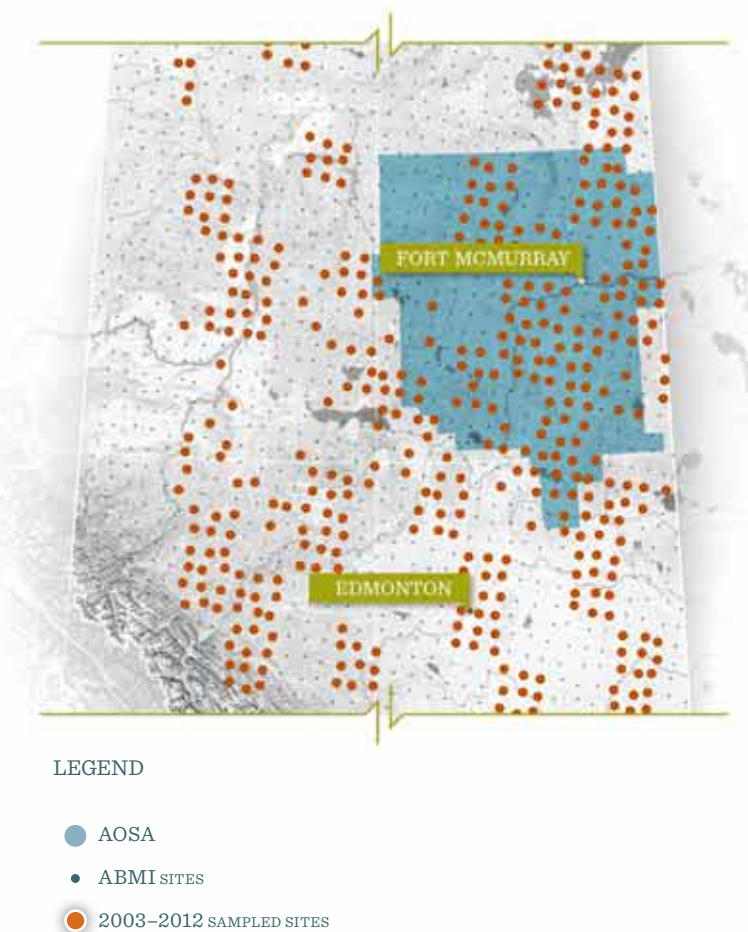 FORT MCMURRAY
EDMONTON
LEGEND
AOSA
ABMI SITES
2003–2012 SAMPLED SITES